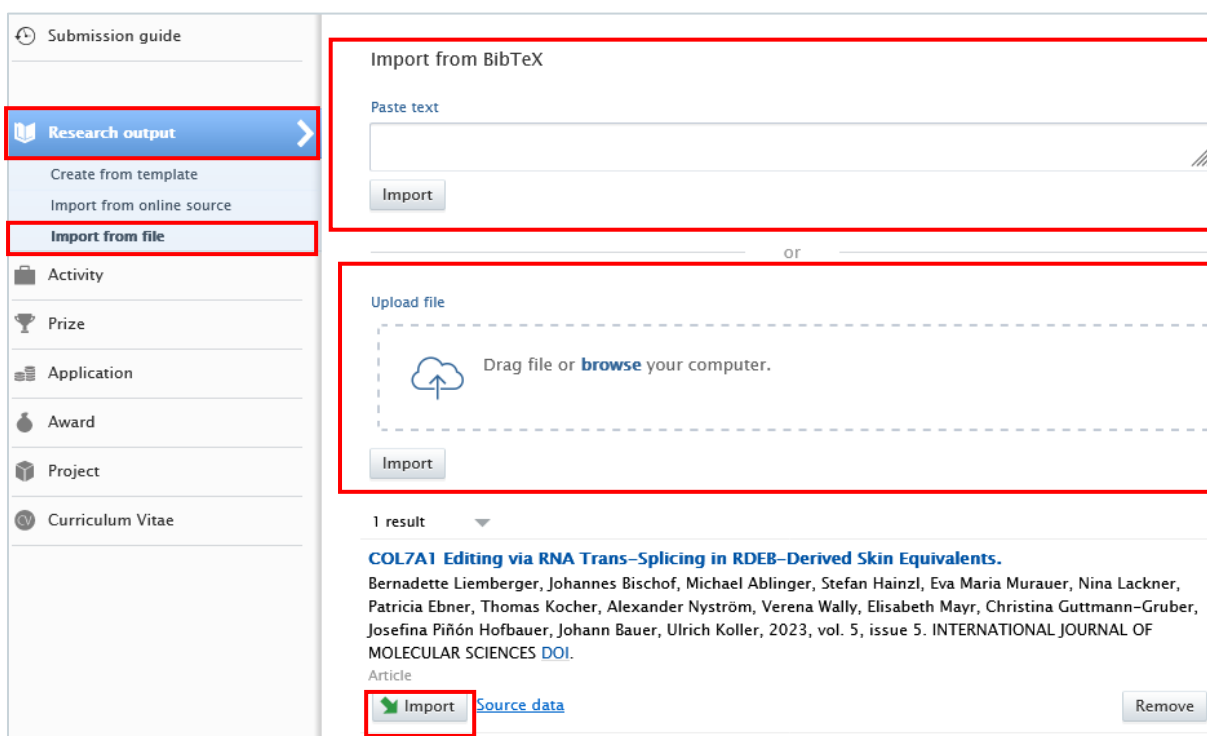 Submission guide
Research output
Create from template
Import from online source
Import from file
Activity
Prize
Application
Award
Project
CV Curriculum Vitae
Import from BibTeX
Paste text
Import
or
Upload file
Drag file or browse your computer.
Import
1 result
COL7A1 Editing via RNA Trans-Splicing in RDEB-Derived Skin Equivalents.
Bernadette Liemberger, Johannes Bischof, Michael Ablinger, Stefan Hainzl, Eva Maria Murauer, Nina Lackner,
Patricia Ebner, Thomas Kocher, Alexander Nyström, Verena Wally, Elisabeth Mayr, Christina Guttmann-Gruber,
Josefina Piñón Hofbauer, Johann Bauer, Ulrich Koller, 2023, vol. 5, issue 5. INTERNATIONAL JOURNAL OF
MOLECULAR SCIENCES DOI.
Article
Import Source data Remove